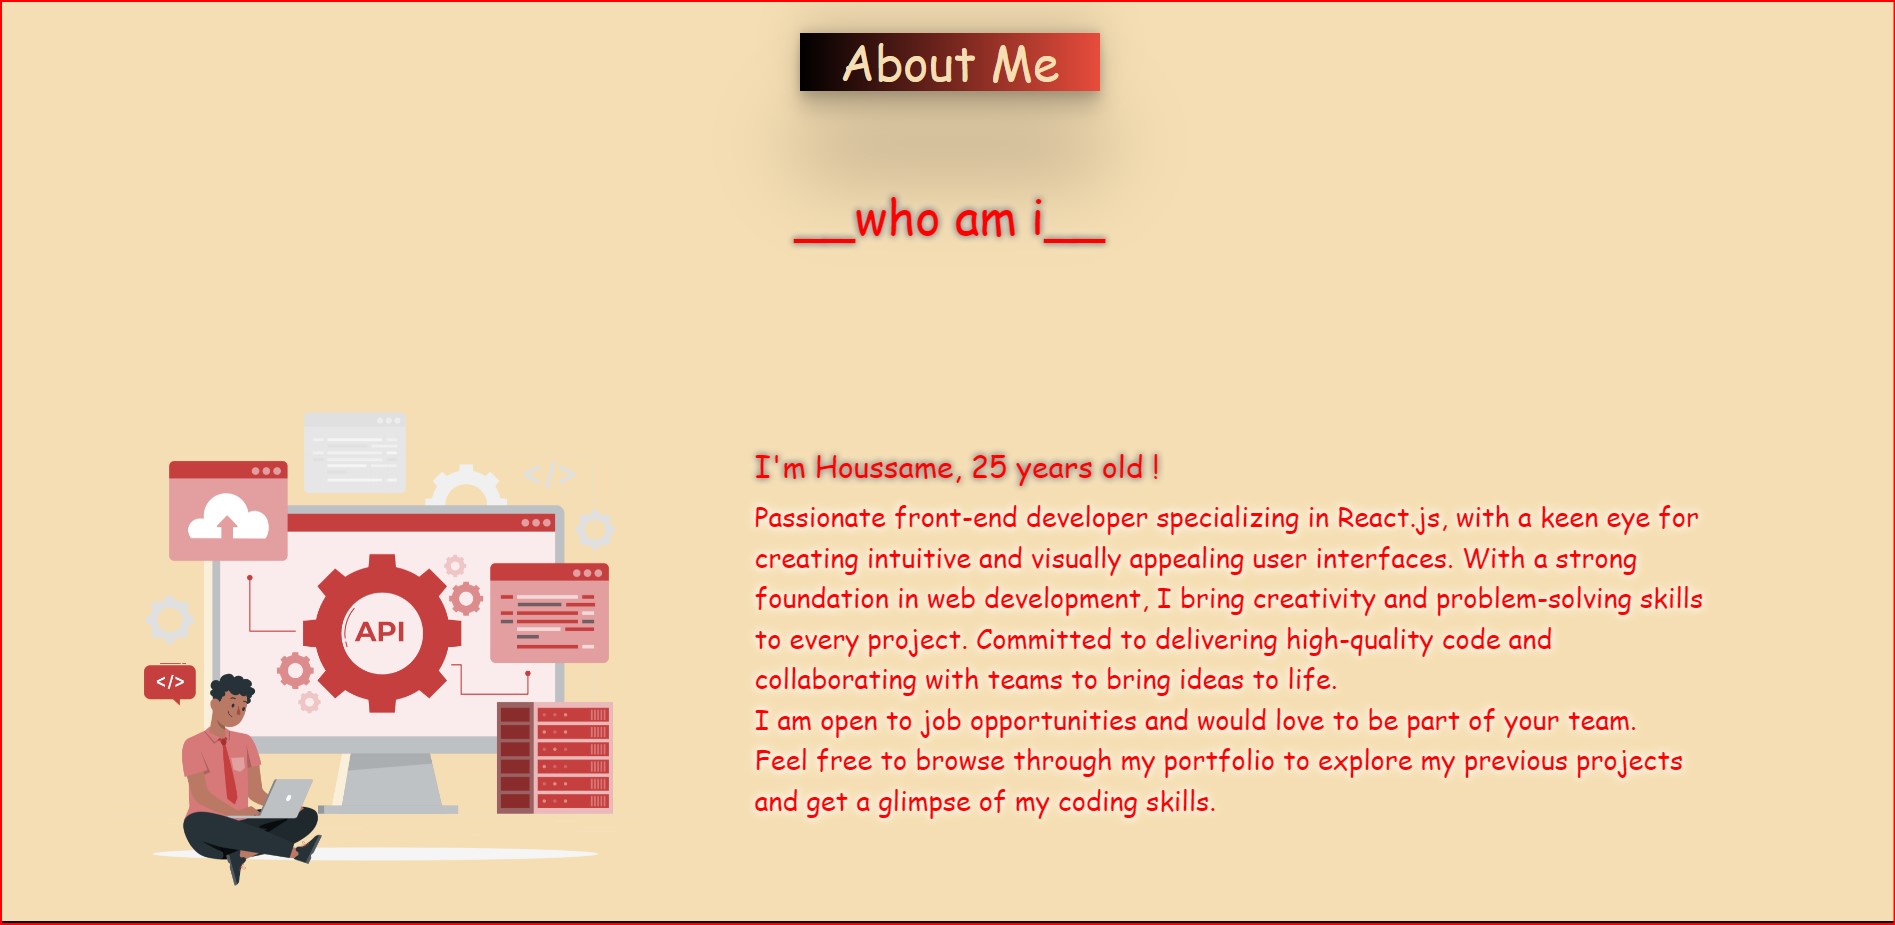 About Me
__who am i__
</>
API
</>
I'm Houssame, 25 years old !
Passionate front-end developer specializing in React.js, with a keen eye for
creating intuitive and visually appealing user interfaces. With a strong
foundation in web development, I bring creativity and problem-solving skills
to every project. Committed to delivering high-quality code and
collaborating with teams to bring ideas to life.
I am open to job opportunities and would love to be part of your team.
Feel free to browse through my portfolio to explore my previous projects
and get a glimpse of my coding skills.